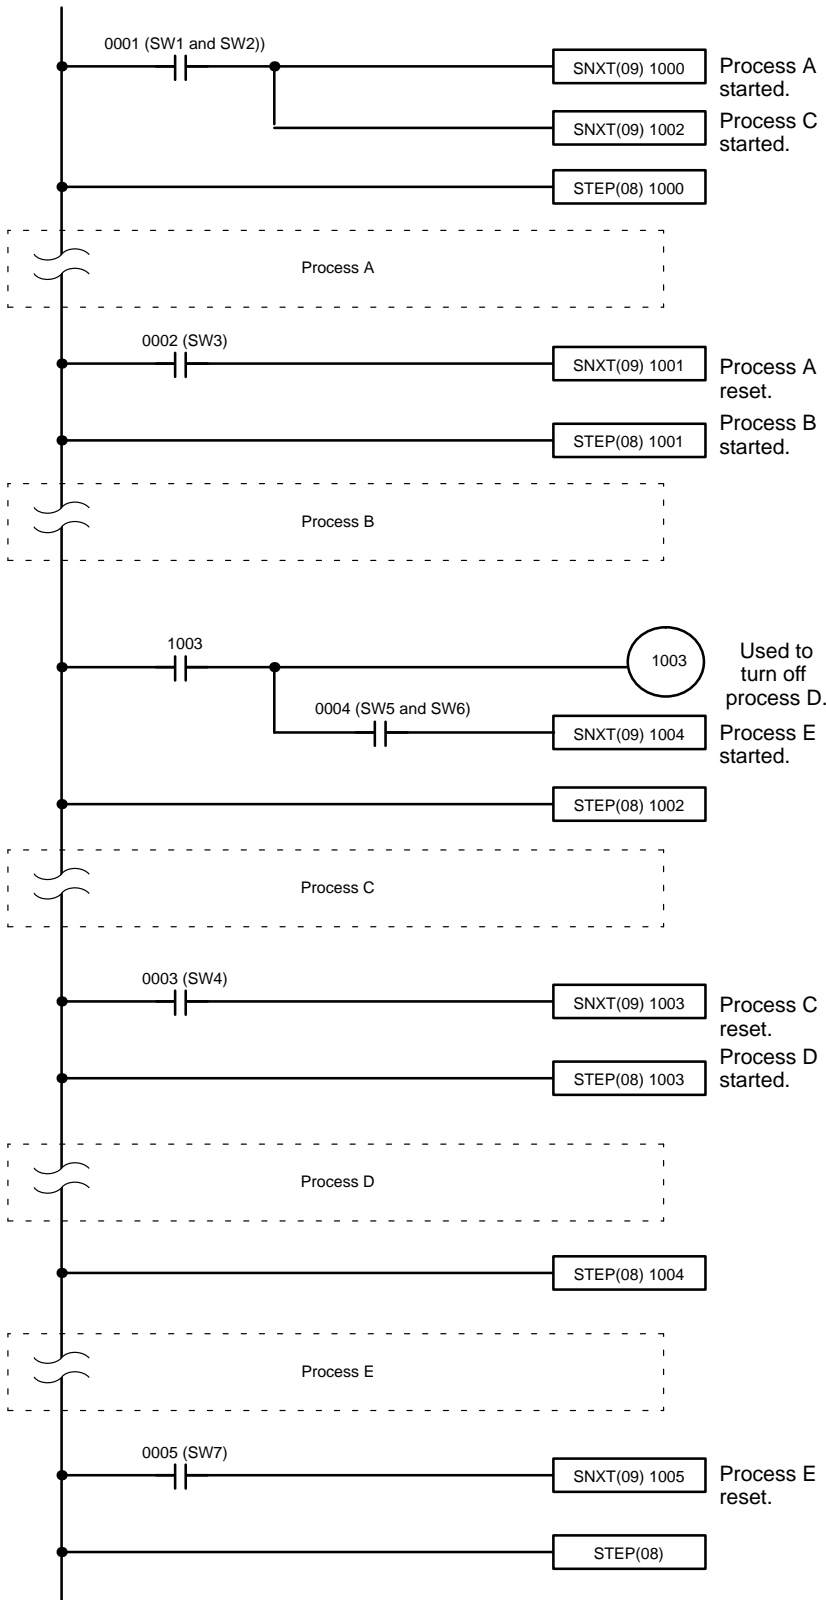 0001 (SW1 and SW2))
SNXT(09) 1000
Process A
started.
SNXT(09) 1002
Process C
started.
STEP(08) 1000
Process A
0002 (SW3)
SNXT(09) 1001
Process A
reset.
STEP(08) 1001
Process B
started.
Process B
1003
1003
Used to
turn off
process D.
0004 (SW5 and SW6)
SNXT(09) 1004
Process E
started.
STEP(08) 1002
Process C
0003 (SW4)
SNXT(09) 1003
Process C
reset.
STEP(08) 1003
Process D
started.
Process D
STEP(08) 1004
Process E
0005 (SW7)
SNXT(09) 1005
Process E
reset.
STEP(08)